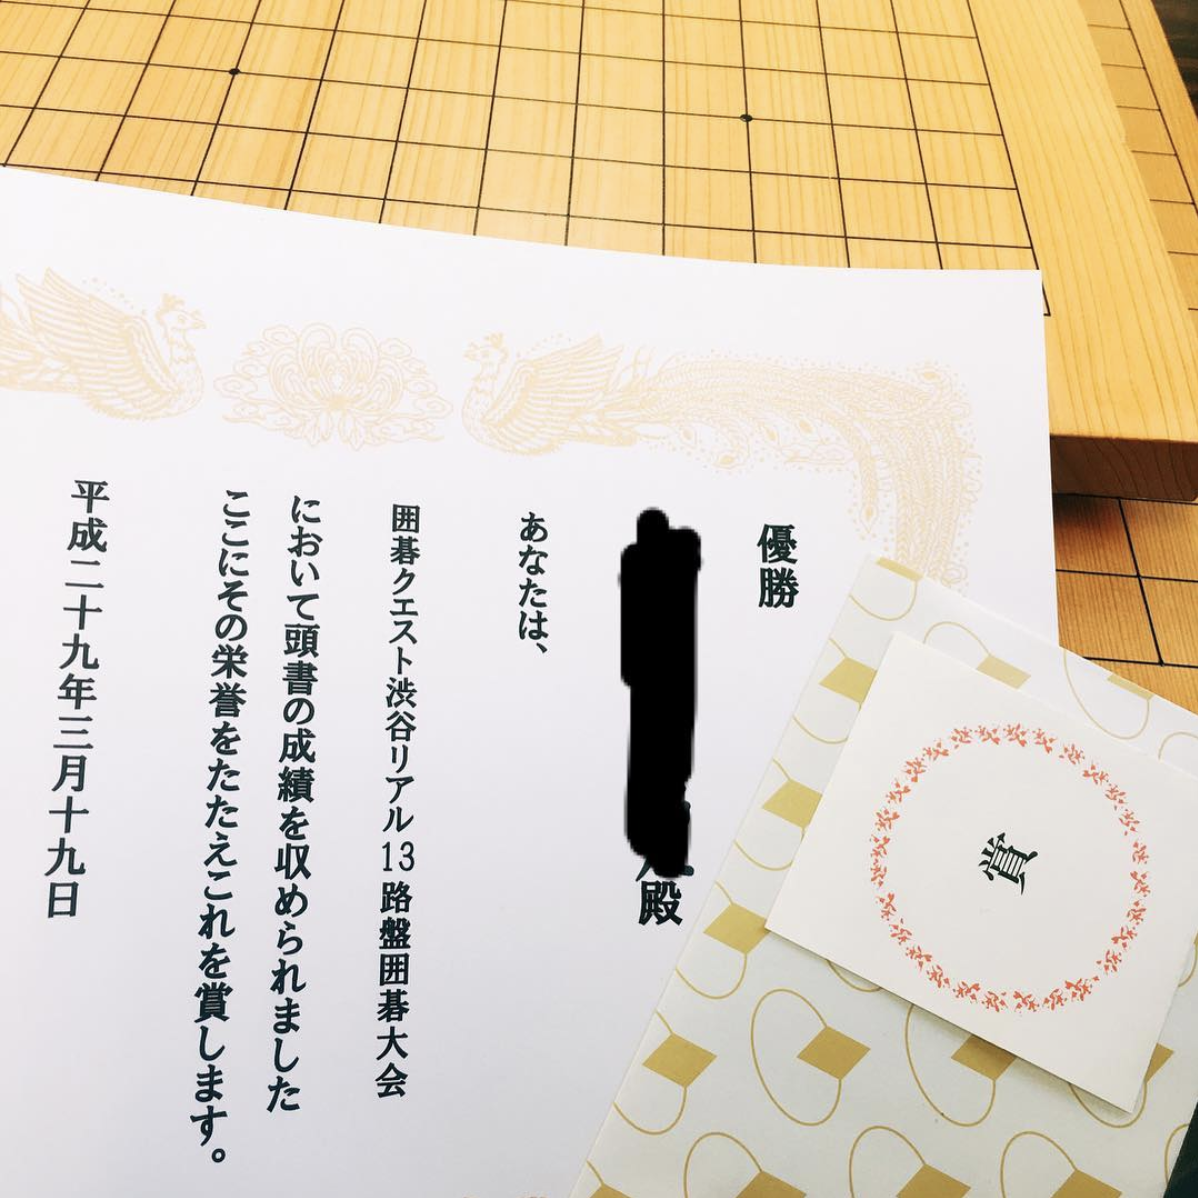 優勝
殿
あなたは、
囲碁クエスト渋谷リアル13路盤囲碁大会
において頭書の成績を収められました
ここにその栄誉をたたえこれを賞します。
平成二十九年三月十九日
賞